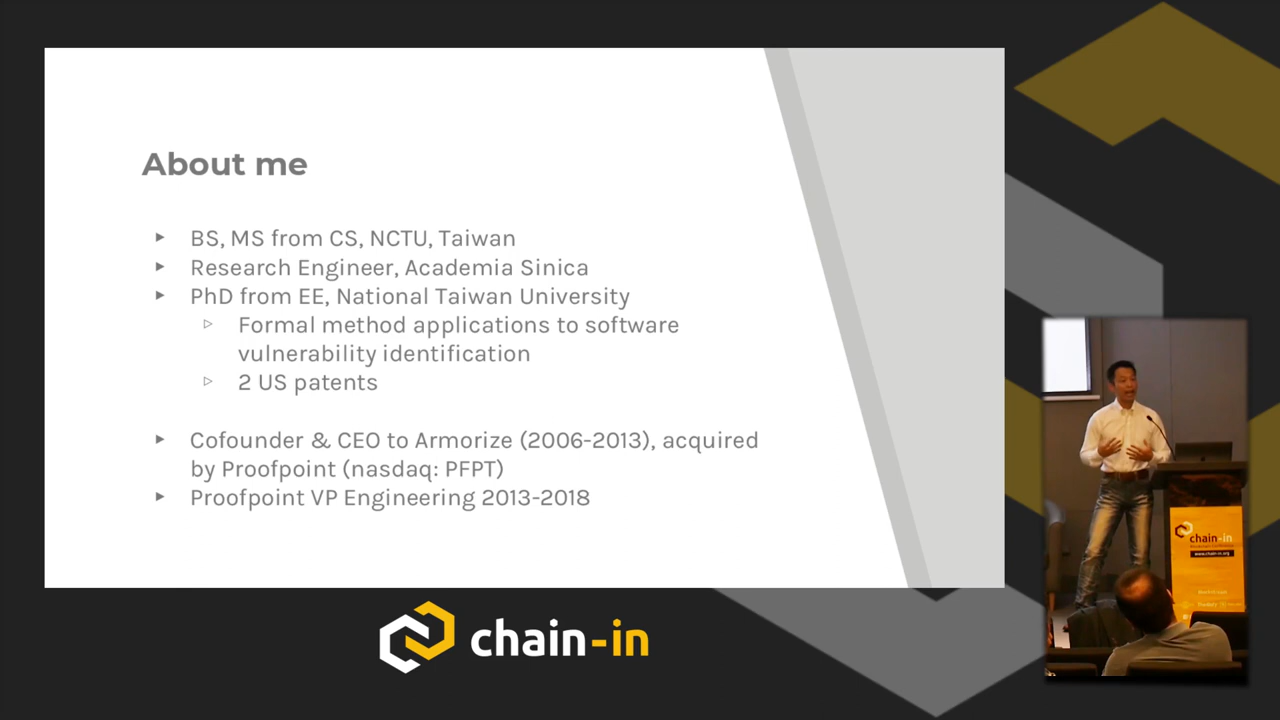 About me
BS, MS from CS, NCTU, Taiwan
Research Engineer, Academia Sinica
PhD from EE, National Taiwan University
Formal method applications to software
vulnerability identification
2 US patents
Cofounder & CEO to Armorize (2006-2013), acquired
by Proofpoint (nasdaq: PFPT)
Proofpoint VP Engineering 2013-2018
chain-in
chain-in
www.chain-in.org